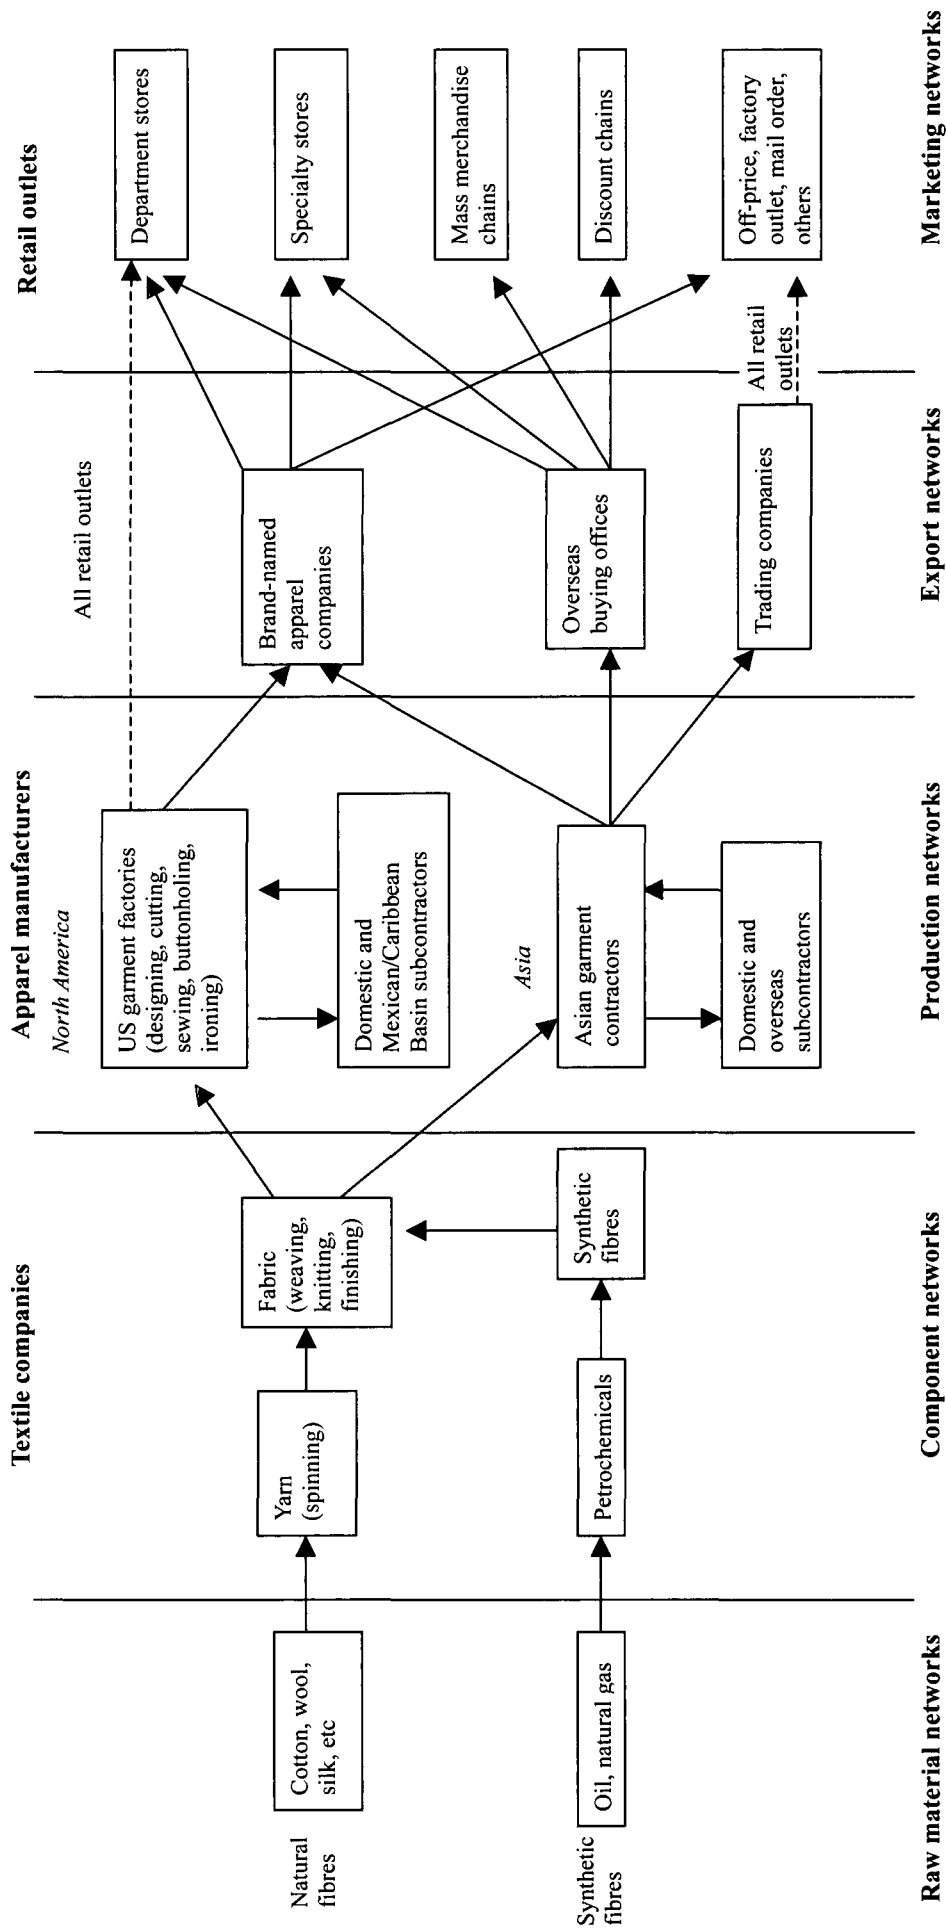 Textile companies
Apparel manufacturers
Retail outlets
North America
All retail outlets
Natural
fibres
Cotton, wool,
silk, etc
Yarn
(spinning)
Fabric
(weaving,
knitting,
finishing)
US garment factories
(designing, cutting,
sewing, buttonholing,
ironing)
Domestic and
Mexican/Caribbean
Basin subcontractors
Brand-named
apparel
companies
Department stores
Specialty stores
Mass merchandise
chains
Synthetic
fibres
Oil, natural gas
Petrochemicals
Synthetic
fibres
Asia
Asian garment
contractors
Domestic and
overseas
subcontractors
Overseas
buying offices
Trading companies
All retail
outlets
Discount chains
Off-price, factory
outlet, mail order,
others
Raw material networks
Component networks
Production networks
Export networks
Marketing networks